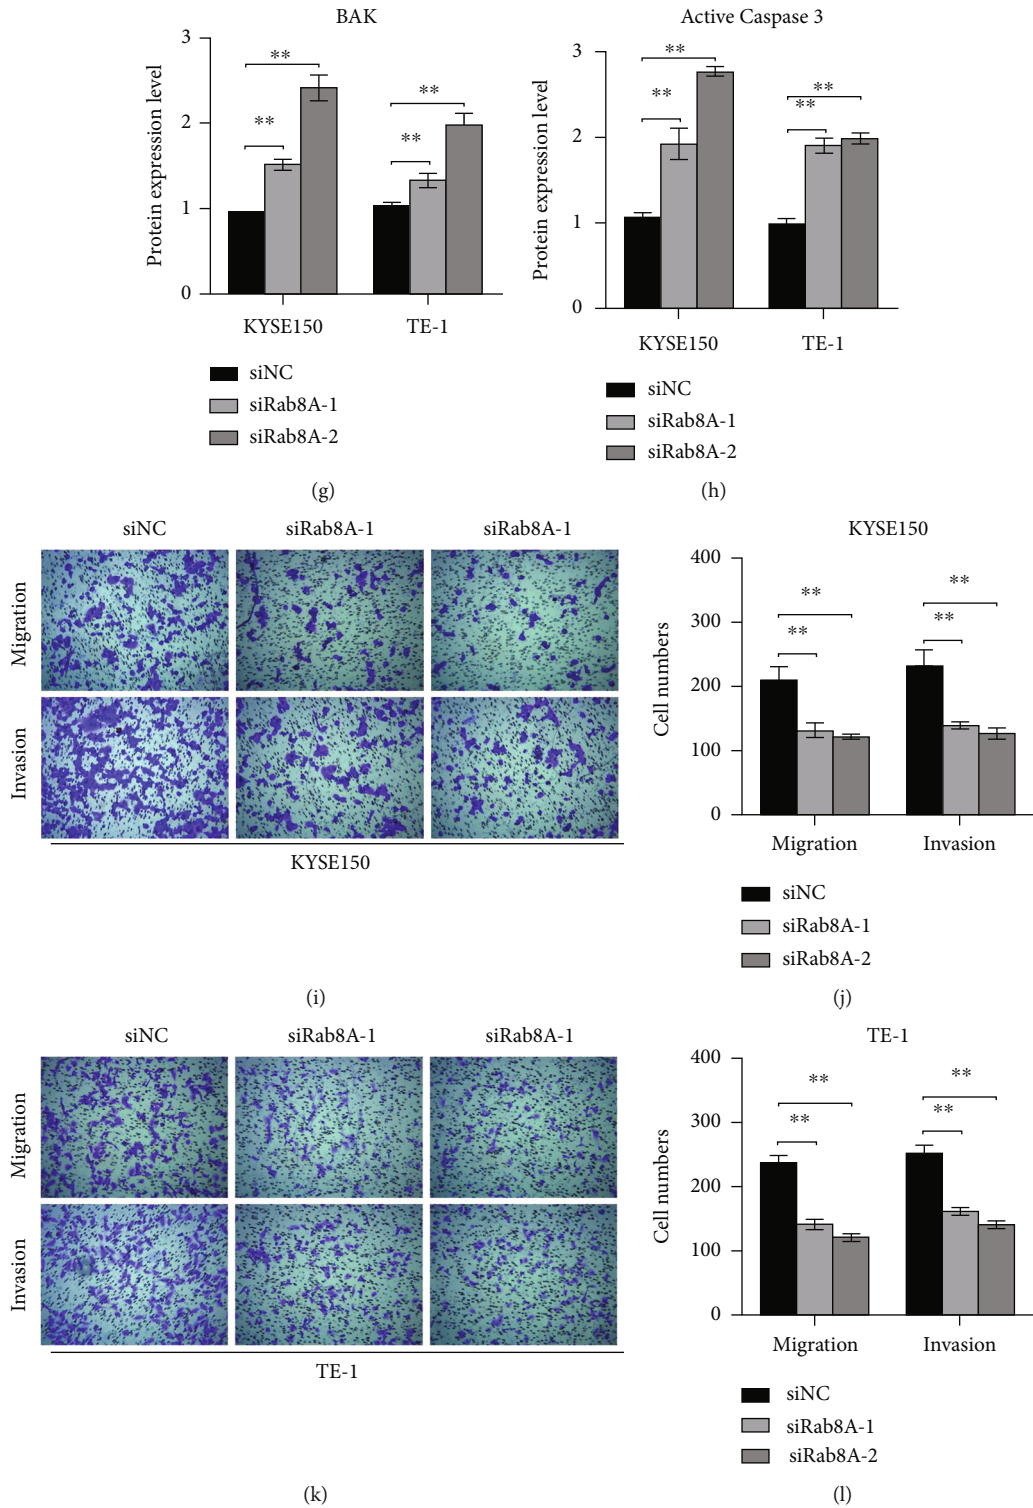 BAK
Protein expression level
3
2
1
0
**
**
**
**
KYSE150
TE-1
siNC
siRab8A-1
siRab8A-2
(g)
Active Caspase 3
Protein expression level
3
2
1
0
**
**
**
**
KYSE150
TE-1
siNC
siRab8A-1
siRab8A-2
(h)
siNC
siRab8A-1
siRab8A-1
Migration
Invasion
KYSE150
(i)
KYSE150
Cell numbers
400
300
200
100
0
**
**
**
**
Migration
Invasion
siNC
siRab8A-1
siRab8A-2
(j)
siNC
siRab8A-1
siRab8A-1
Migration
Invasion
TE-1
(k)
TE-1
Cell numbers
400
300
200
100
0
**
**
**
**
Migration
Invasion
siNC
siRab8A-1
siRab8A-2
(l)